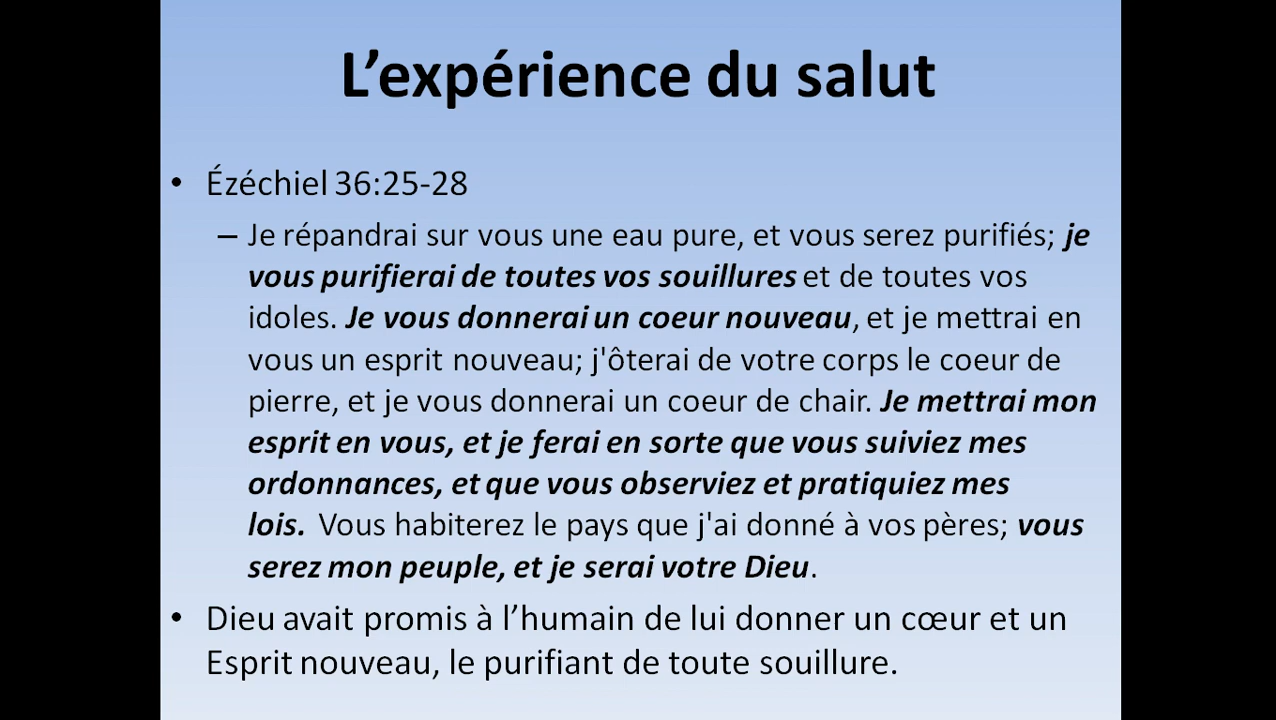 L’expérience du salut
• Ézéchiel 36:25-28
– Je répandrai sur vous une eau pure, et vous serez purifiés; je
vous purifierai de toutes vos souillures et de toutes vos
idoles. Je vous donnerai un coeur nouveau, et je mettrai en
vous un esprit nouveau; j'ôterai de votre corps le coeur de
pierre, et je vous donnerai un coeur de chair. Je mettrai mon
esprit en vous, et je ferai en sorte que vous suiviez mes
ordonnances, et que vous observiez et pratiquiez mes
lois. Vous habiterez le pays que j'ai donné à vos pères; vous
serez mon peuple, et je serai votre Dieu.
• Dieu avait promis à l’humain de lui donner un cœur et un
Esprit nouveau, le purifiant de toute souillure.